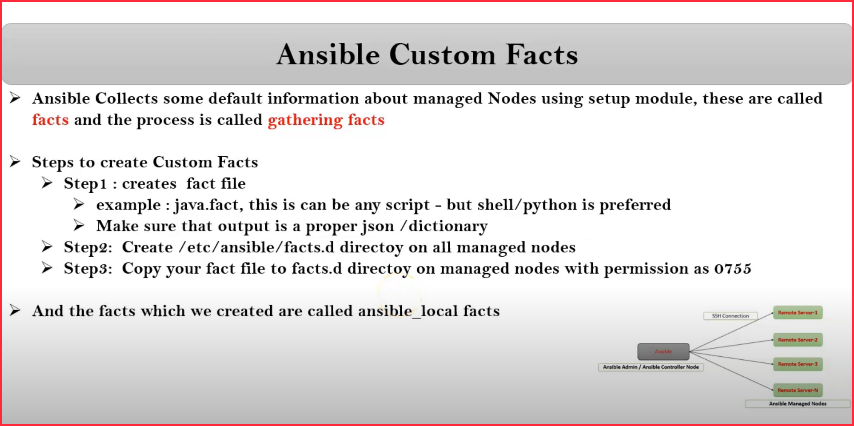 Ansible Custom Facts
Ansible Collects some default information about managed Nodes using setup module, these are called
facts and the process is called gathering facts
Steps to create Custom Facts
Step1 : creates fact file
example : java.fact, this is can be any script - but shell/python is preferred
Make sure that output is a proper json /dictionary
Step2: Create /etc/ansible/facts.d directoy on all managed nodes
Step3: Copy your fact file to facts.d directoy on managed nodes with permission as 0755
And the facts which we created are called ansible_local facts
SSH Connection
Remote Server-1
Remote Server-2
Ansible
Remote Server-3
Ansible Admin / Ansible Controller Node
Remote Server-N
Ansible Managed Nodes